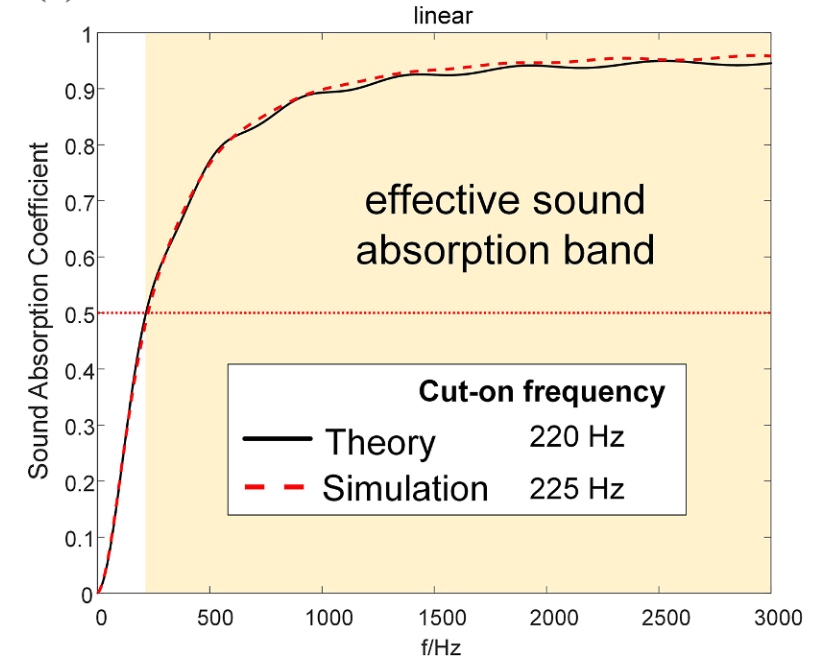 linear
1
0.9
0.8
0.7
0.6
0.5
0.4
0.3
0.2
0.1
0
Sound Absorption Coefficient
effective sound
absorption band
Cut-on frequency
Theory 220 Hz
Simulation 225 Hz
0 500 1000 1500 2000 2500 3000
f/Hz